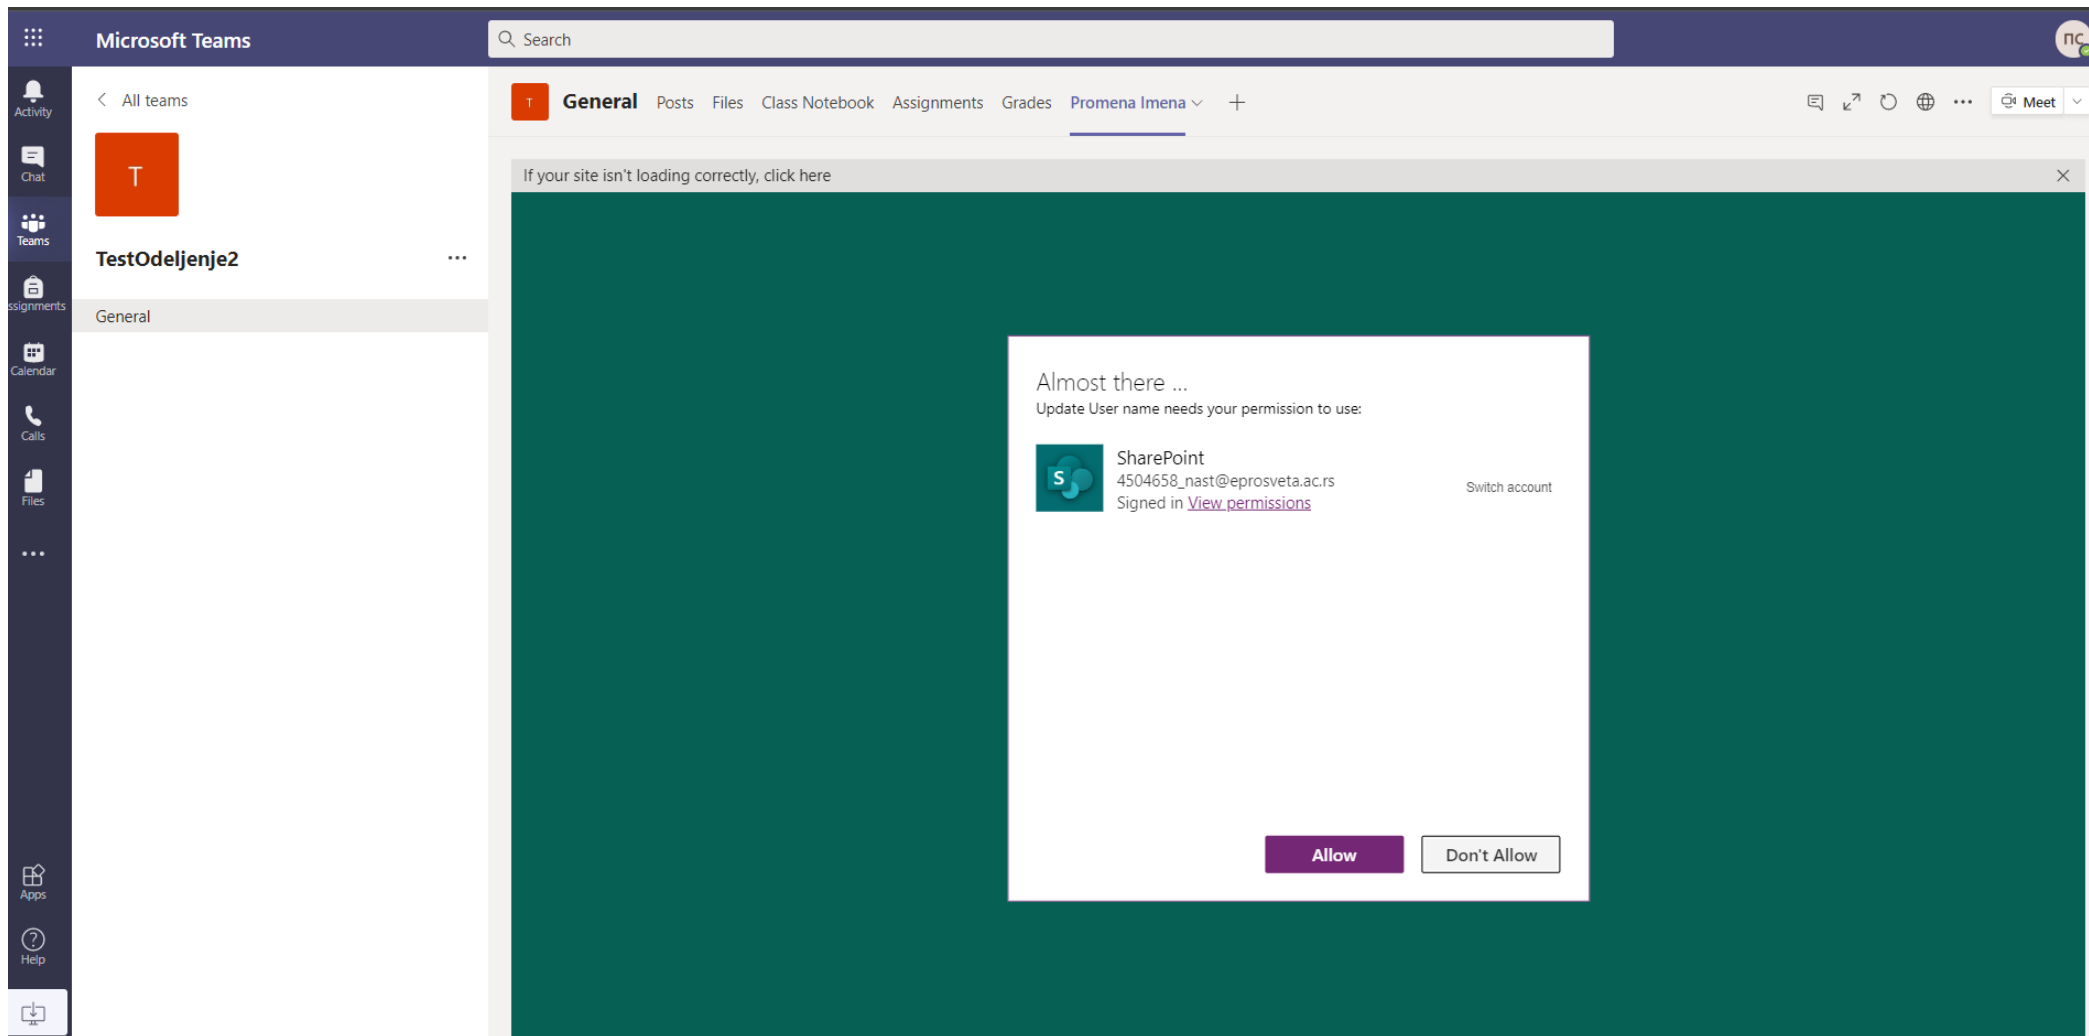 Microsoft Teams
Search
ПС
Activity
Chat
Teams
ssignments
Calendar
Calls
Files
Apps
Help
All teams
T
TestOdeljenje2
General
T
General Posts Files Class Notebook Assignments Grades Promena Imena
Meet
If your site isn't loading correctly, click here
Almost there ...
Update User name needs your permission to use:
S
SharePoint
4504658_nast@eprosveta.ac.rs
Signed in View permissions
Switch account
Allow
Don't Allow